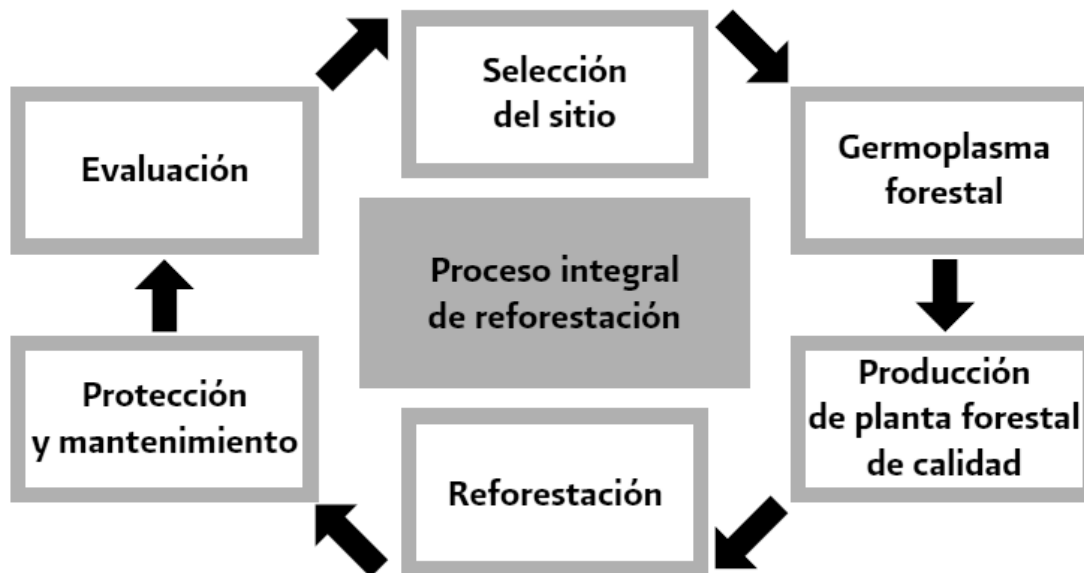 Selección
del sitio
Germoplasma
forestal
Producción
de planta forestal
de calidad
Reforestación
Protección
y mantenimiento
Evaluación
Proceso integral
de reforestación